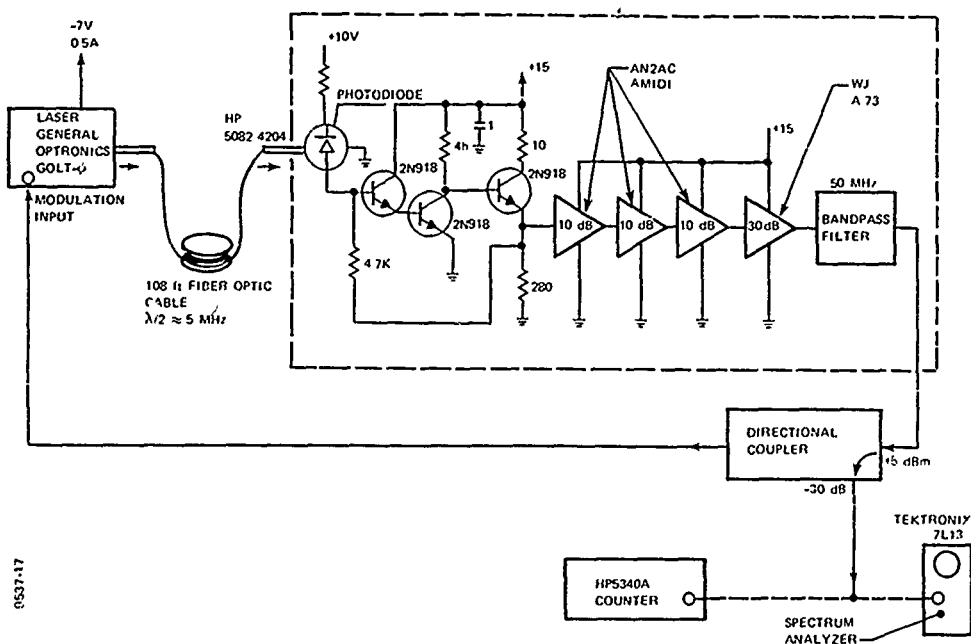 -7V
0.5A
LASER
GENERAL
OPTRONICS
GOLT-φ
MODULATION
INPUT
108 ft FIBER OPTIC
CABLE
λ/2 ≈ 5 MHz
HP
5082 4204
+10V
PHOTODIODE
2N918
2N918
2N918
4.7K
1
+15
10
280
AN2AC
AMIDI
WJ
A 73
+15
10 dB
10 dB
10 dB
30dB
50 MHz
BANDPASS
FILTER
DIRECTIONAL
COUPLER
+5 dBm
-30 dB
HP5340A
COUNTER
TEKTRONIX
7L13
SPECTRUM
ANALYZER
9537-17